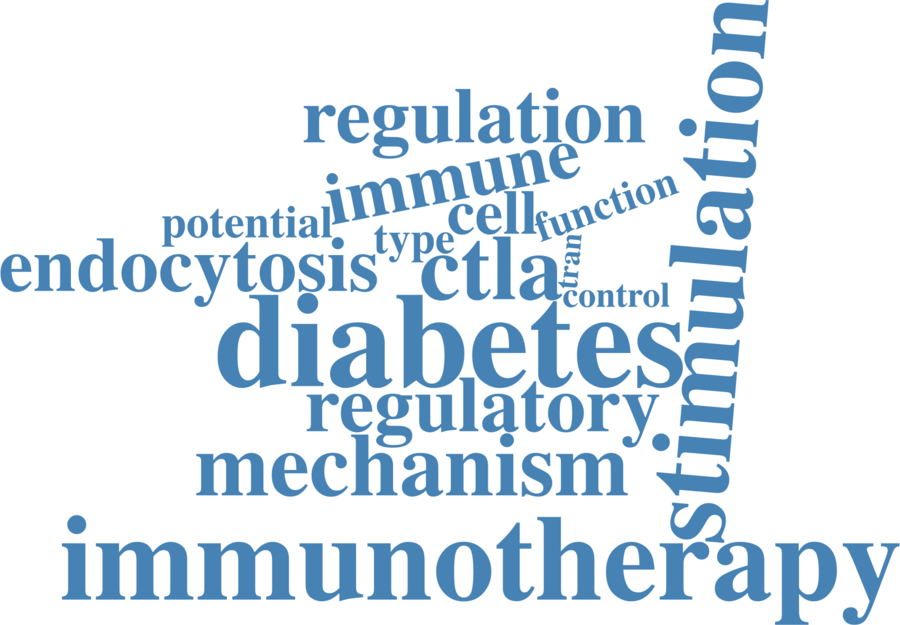 stimulation
regulation
immune
function
cell
potential
type
tran
endocytosis
ctla
control
diabetes
regulatory
mechanism
immunotherapy